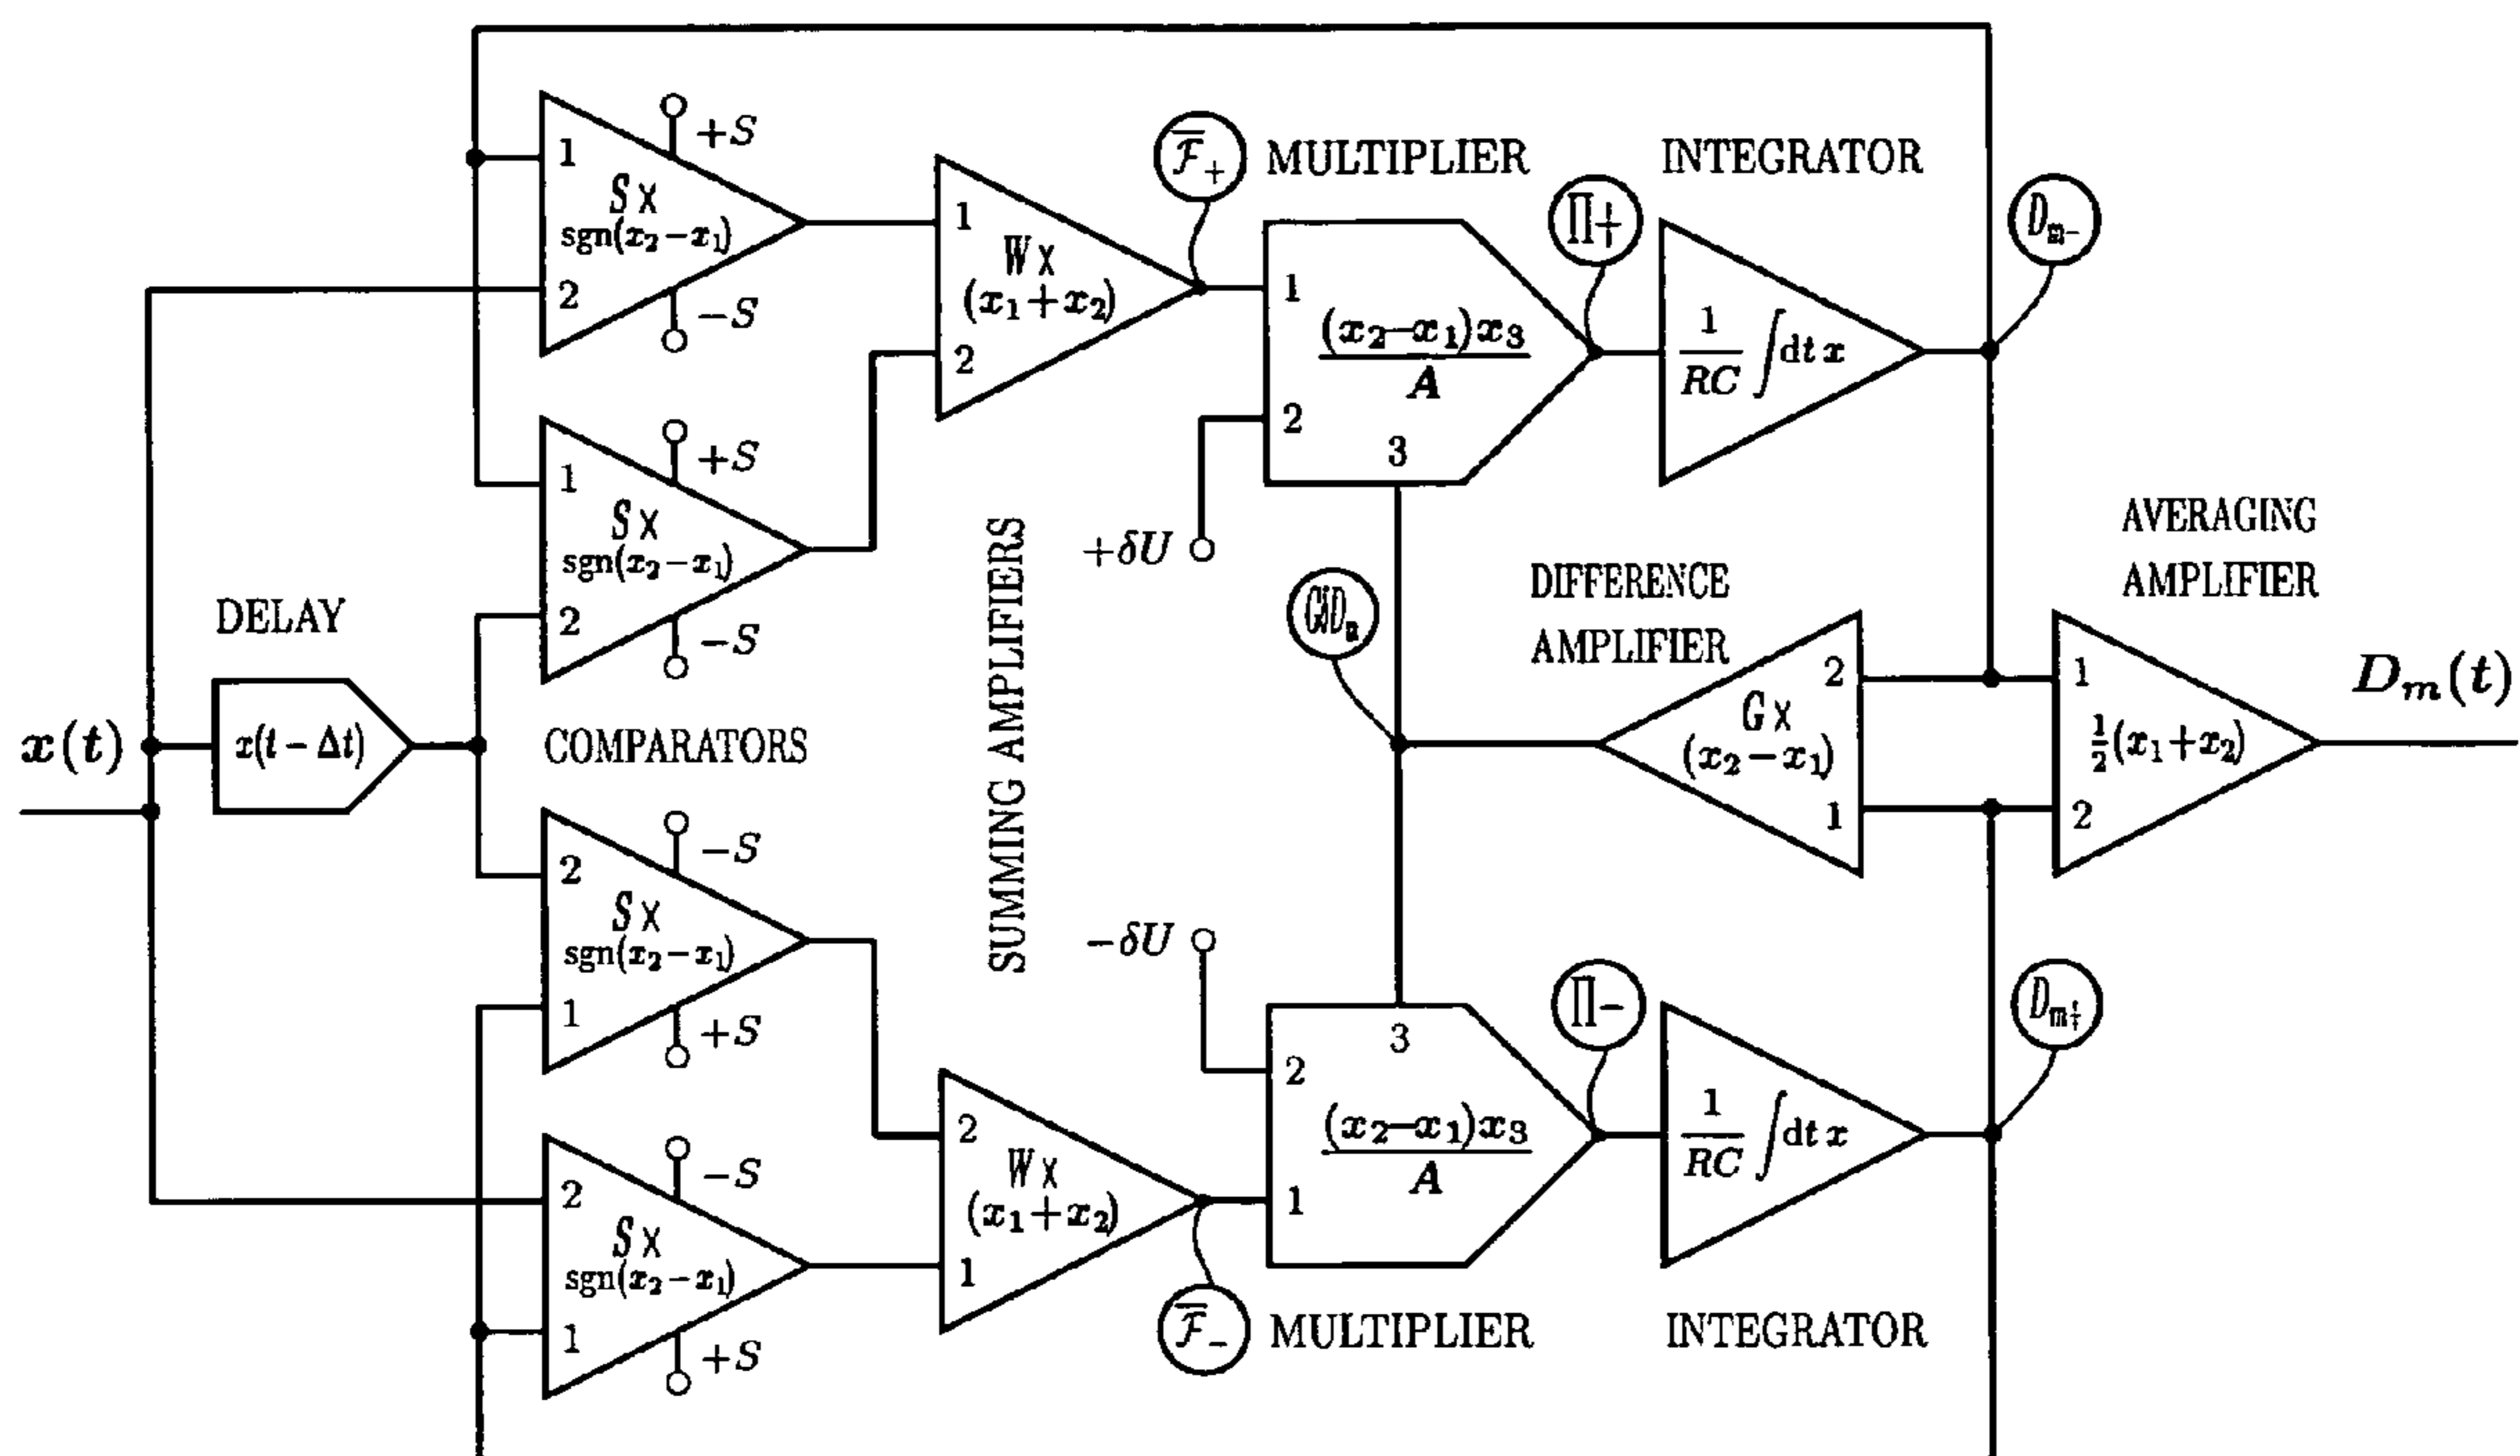 +S
1
S×
sgn(x₂−x₁)
2
−S
+S
1
S×
sgn(x₂−x₁)
2
−S
DELAY
x(t)
x(t − Δt)
COMPARATORS
−S
2
S×
sgn(x₂−x₁)
1
+S
−S
2
S×
sgn(x₂−x₁)
1
+S
1
W×
(x₁+x₂)
2
SUMMING AMPLIFIERS
2
W×
(x₁+x₂)
1
ℱ̅₊
MULTIPLIER
1
(x₂−x₁)x₃
A
2
3
+δU
−δU
3
2
(x₂−x₁)x₃
A
1
ℱ̅₋
MULTIPLIER
Π+
INTEGRATOR
1
RC
∫dt x
Dₘ₋
DIFFERENCE
AMPLIFIER
2
G×
(x₂−x₁)
1
AVERAGING
AMPLIFIER
1
½(x₁+x₂)
2
Dₘ(t)
Π−
1
RC
∫dt x
Dₘ₊
INTEGRATOR